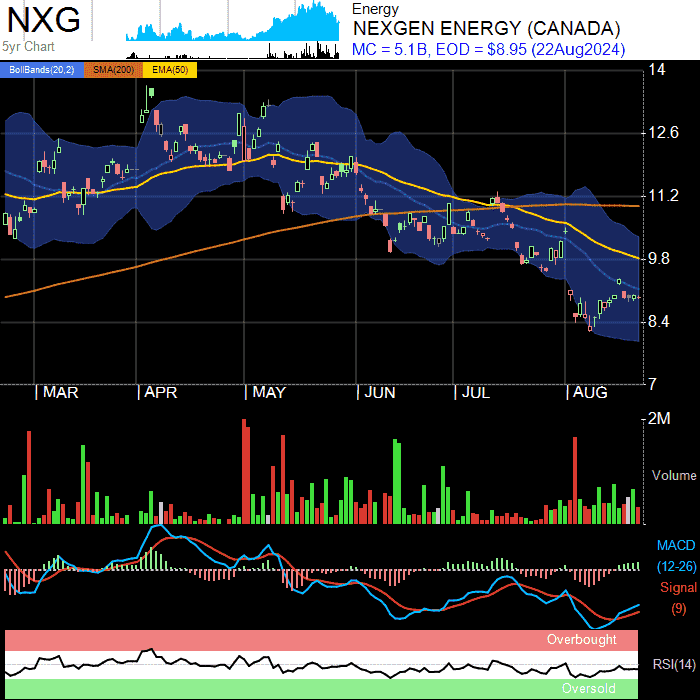 NXG
5yr Chart
Energy
NEXGEN ENERGY (CANADA)
MC = 5.1B, EOD = $8.95 (22Aug2024)
BollBands(20,2) SMA(200) EMA(50)
14
12.6
11.2
9.8
8.4
7
| MAR | APR | MAY | JUN | JUL | AUG
2M
Volume
MACD
(12-26)
Signal
(9)
Overbought
RSI(14)
Oversold